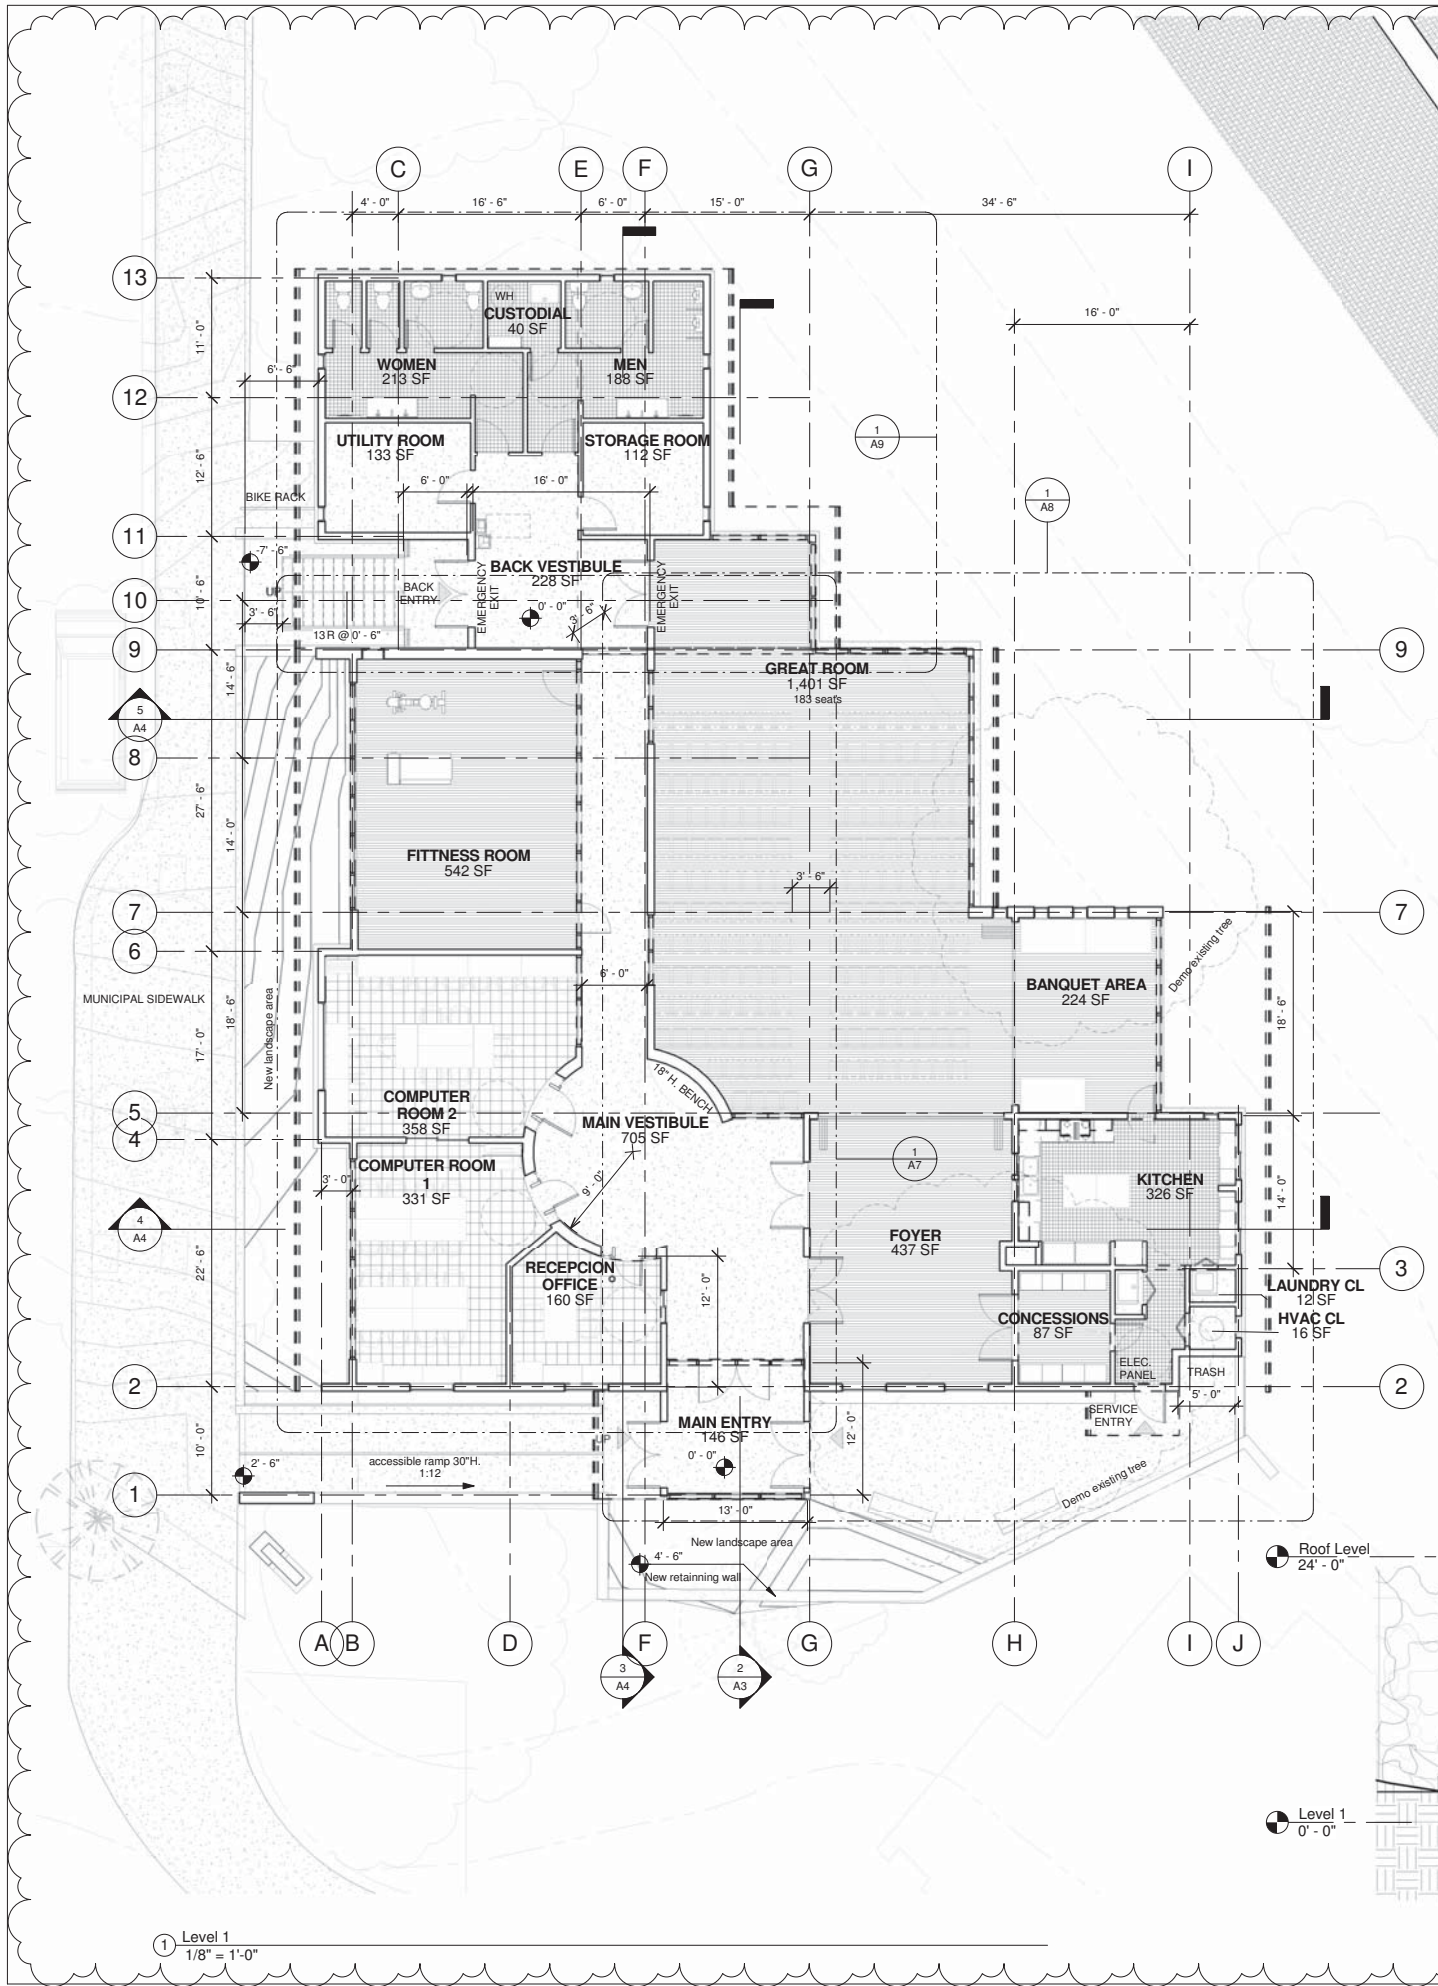 C
E
F
G
I
4' - 0"
16' - 6"
6' - 0"
15' - 0"
34' - 6"
13
WH
CUSTODIAL
40 SF
16' - 0"
11' - 0"
WOMEN
213 SF
MEN
188 SF
6' - 6"
12
1
A9
UTILITY ROOM
133 SF
STORAGE ROOM
112 SF
12' - 6"
6' - 0"
16' - 0"
BIKE RACK
1
A8
11
-7' - 6"
BACK VESTIBULE
228 SF
EMERGENCY
EXIT
EMERGENCY
EXIT
BACK
ENTRY
UP
10
10' - 6"
0' - 0"
3' - 6"
3' - 6"
13R @ 0' - 6"
9
9
GREAT ROOM
1,401 SF
183 seats
14' - 6"
5
A4
8
27' - 6"
14' - 0"
FITTNESS ROOM
542 SF
3' - 6"
7
7
6
Demo existing tree
6' - 0"
BANQUET AREA
224 SF
MUNICIPAL SIDEWALK
New landscape area
18' - 6"
17' - 0"
18' - 6"
18" H. BENCH
COMPUTER
ROOM 2
358 SF
5
4
MAIN VESTIBULE
705 SF
1
A7
COMPUTER ROOM
1
331 SF
3' - 0"
9' - 0"
KITCHEN
326 SF
14' - 0"
4
A4
FOYER
437 SF
22' - 6"
RECEPCION
OFFICE
160 SF
12' - 0"
3
LAUNDRY CL
12 SF
HVAC CL
16 SF
CONCESSIONS
87 SF
ELEC.
PANEL
TRASH
2
2
5' - 0"
SERVICE
ENTRY
MAIN ENTRY
146 SF
UP
12' - 0"
10' - 0"
0' - 0"
accessible ramp 30"H.
1:12
2' - 6"
Demo existing tree
1
13' - 0"
New landscape area
4' - 6"
New retainning wall
Roof Level
24' - 0"
A
B
D
F
G
H
I
J
3
A4
2
A3
Level 1
0' - 0"
1
Level 1
1/8" = 1'-0"